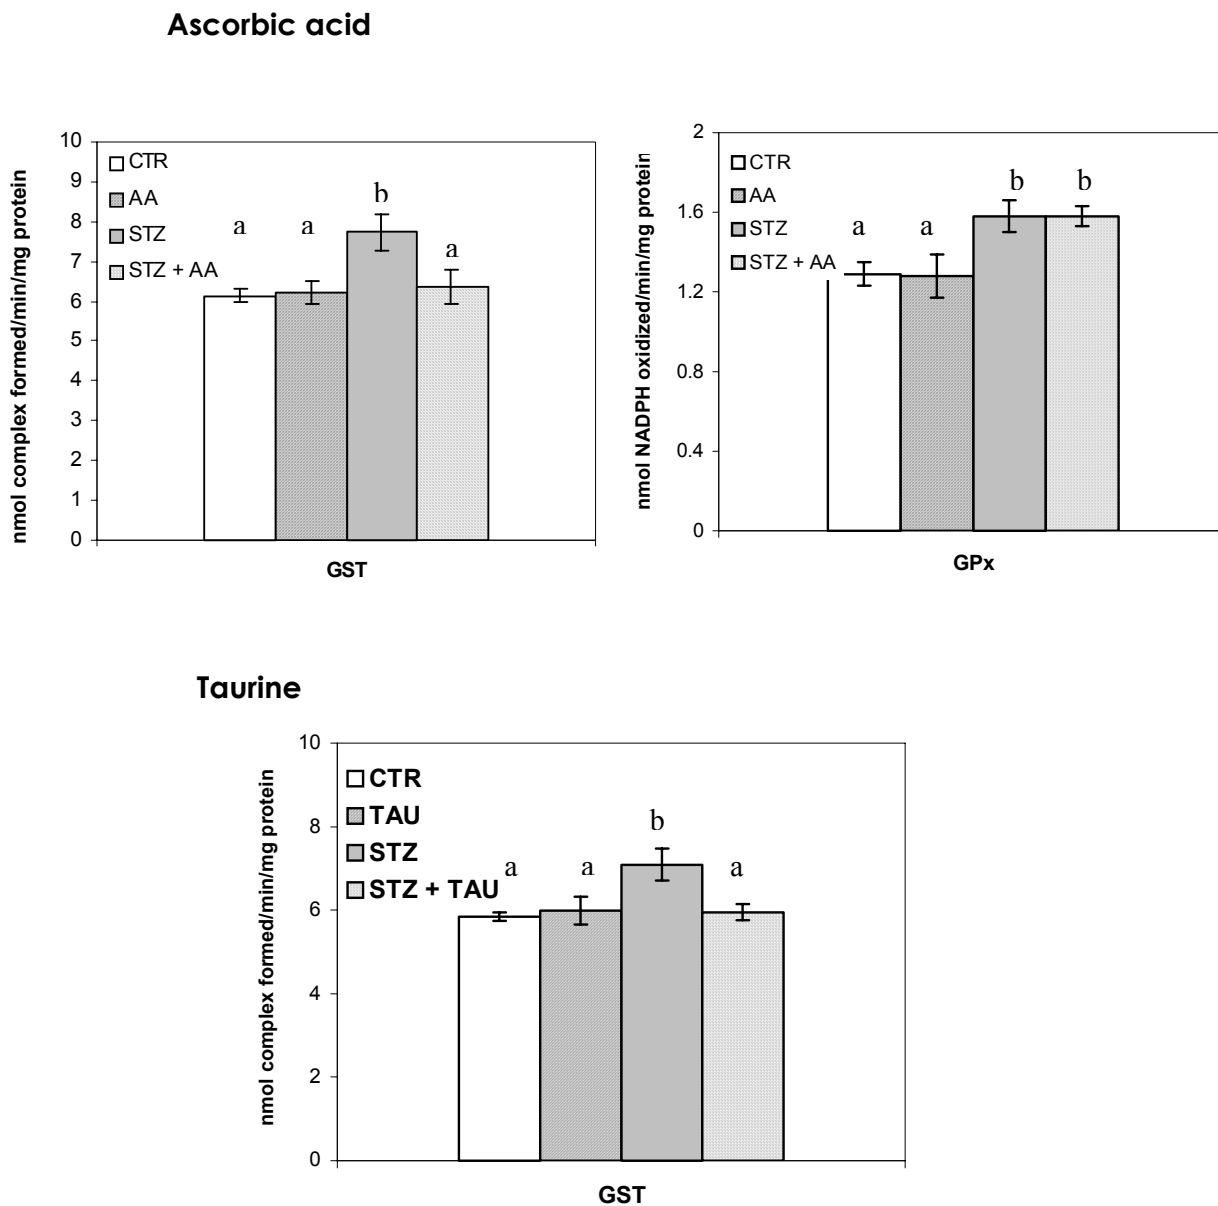 Ascorbic acid
nmol complex formed/min/mg protein
10
9
8
7
6
5
4
3
2
1
0
CTR
AA
STZ
STZ + AA
a
a
b
a
GST
nmol NADPH oxidized/min/mg protein
2
1.6
1.2
0.8
0.4
0
CTR
AA
STZ
STZ + AA
a
a
b
b
GPx
Taurine
nmol complex formed/min/mg protein
10
8
6
4
2
0
CTR
TAU
STZ
STZ + TAU
a
a
b
a
GST